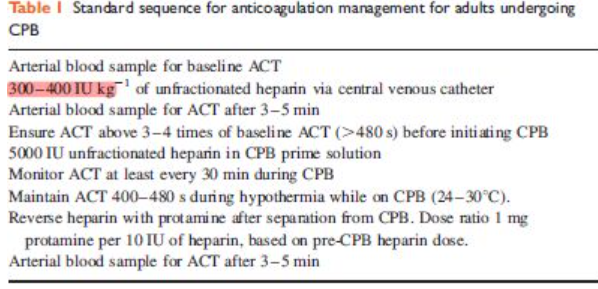 Table 1 Standard sequence for anticoagulation management for adults undergoing
CPB
Arterial blood sample for baseline ACT
300–400 IU kg⁻¹ of unfractionated heparin via central venous catheter
Arterial blood sample for ACT after 3–5 min
Ensure ACT above 3–4 times of baseline ACT (>480 s) before initiating CPB
5000 IU unfractionated heparin in CPB prime solution
Monitor ACT at least every 30 min during CPB
Maintain ACT 400–480 s during hypothermia while on CPB (24–30°C).
Reverse heparin with protamine after separation from CPB. Dose ratio 1 mg
protamine per 10 IU of heparin, based on pre-CPB heparin dose.
Arterial blood sample for ACT after 3–5 min